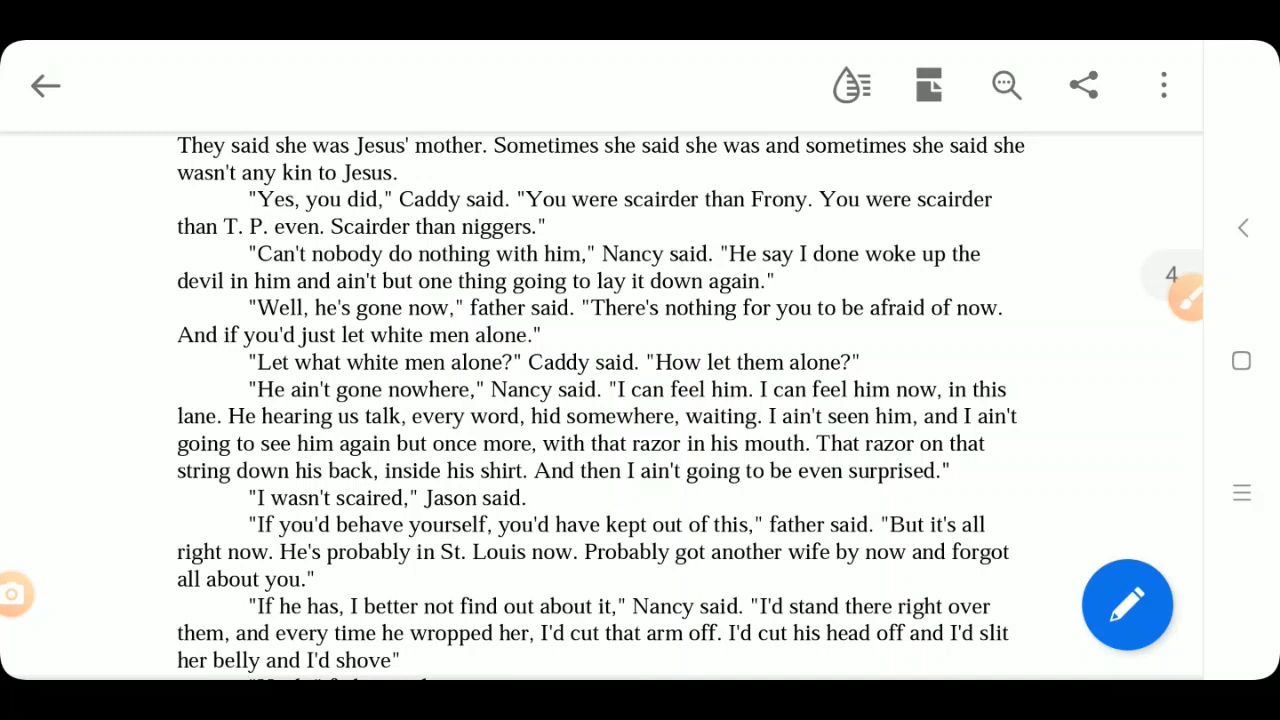 They said she was Jesus' mother. Sometimes she said she was and sometimes she said she
wasn't any kin to Jesus.
"Yes, you did," Caddy said. "You were scairder than Frony. You were scairder
than T. P. even. Scairder than niggers."
"Can't nobody do nothing with him," Nancy said. "He say I done woke up the
devil in him and ain't but one thing going to lay it down again."
"Well, he's gone now," father said. "There's nothing for you to be afraid of now.
And if you'd just let white men alone."
"Let what white men alone?" Caddy said. "How let them alone?"
"He ain't gone nowhere," Nancy said. "I can feel him. I can feel him now, in this
lane. He hearing us talk, every word, hid somewhere, waiting. I ain't seen him, and I ain't
going to see him again but once more, with that razor in his mouth. That razor on that
string down his back, inside his shirt. And then I ain't going to be even surprised."
"I wasn't scaired," Jason said.
"If you'd behave yourself, you'd have kept out of this," father said. "But it's all
right now. He's probably in St. Louis now. Probably got another wife by now and forgot
all about you."
"If he has, I better not find out about it," Nancy said. "I'd stand there right over
them, and every time he wropped her, I'd cut that arm off. I'd cut his head off and I'd slit
her belly and I'd shove"
4